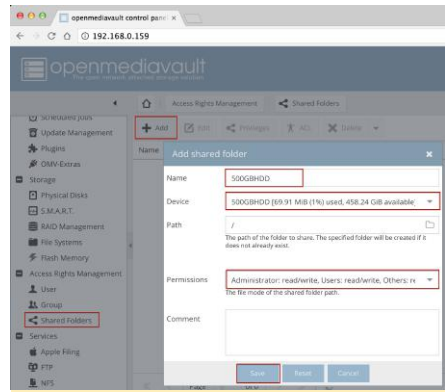 openmediavault control pane
192.168.0.159
openmediavault
Access Rights Management
Shared Folders
Scheduled Jobs
Update Management
Plugins
OMV-Extras
Storage
Physical Disks
S.M.A.R.T.
RAID Management
File Systems
Flash Memory
Access Rights Management
User
Group
Shared Folders
Services
Apple Filing
FTP
NFS
Add
Edit
Privileges
ACL
Delete
Name
Add shared folder
Name
500GBHDD
Device
500GBHDD [69.91 MiB (1%) used, 458.24 GiB available]
Path
/
The path of the folder to share. The specified folder will be created if it
does not already exist.
Permissions
Administrator: read/write, Users: read/write, Others: re
The file mode of the shared folder path.
Comment
Save
Reset
Cancel
Page